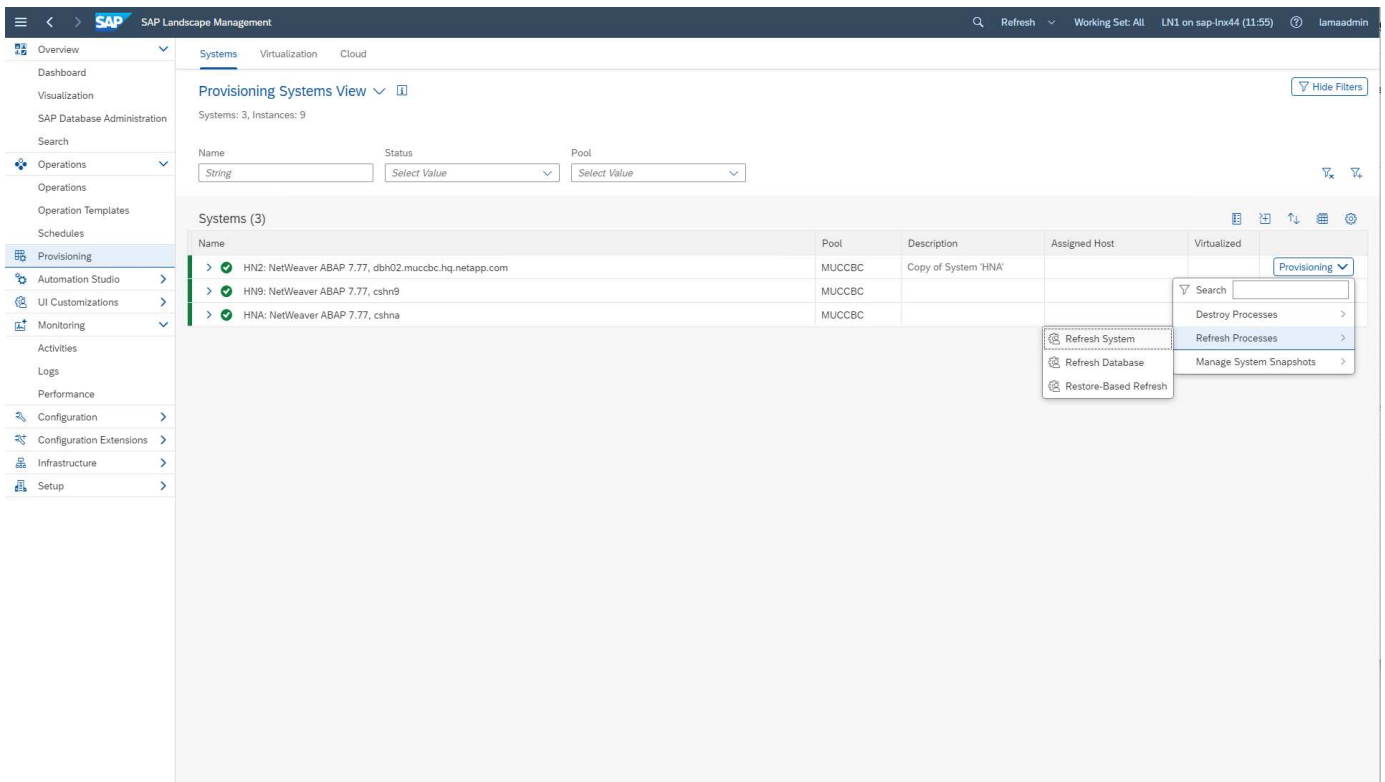 SAP SAP Landscape Management Refresh Working Set: All LN1 on sap-lnx44 (11:55) lamaadmin
Overview
Dashboard
Visualization
SAP Database Administration
Search
Operations
Operations
Operation Templates
Schedules
Provisioning
Automation Studio
UI Customizations
Monitoring
Activities
Logs
Performance
Configuration
Configuration Extensions
Infrastructure
Setup
Systems Virtualization Cloud
Provisioning Systems View
Hide Filters
Systems: 3, Instances: 9
Name Status Pool
String Select Value Select Value
Systems (3)
Name Pool Description Assigned Host Virtualized
HN2: NetWeaver ABAP 7.77, dbh02.muccbc.hq.netapp.com MUCCBC Copy of System 'HNA' Provisioning
HN9: NetWeaver ABAP 7.77, cshn9 MUCCBC
HNA: NetWeaver ABAP 7.77, cshna MUCCBC
Search
Destroy Processes
Refresh Processes
Manage System Snapshots
Refresh System
Refresh Database
Restore-Based Refresh